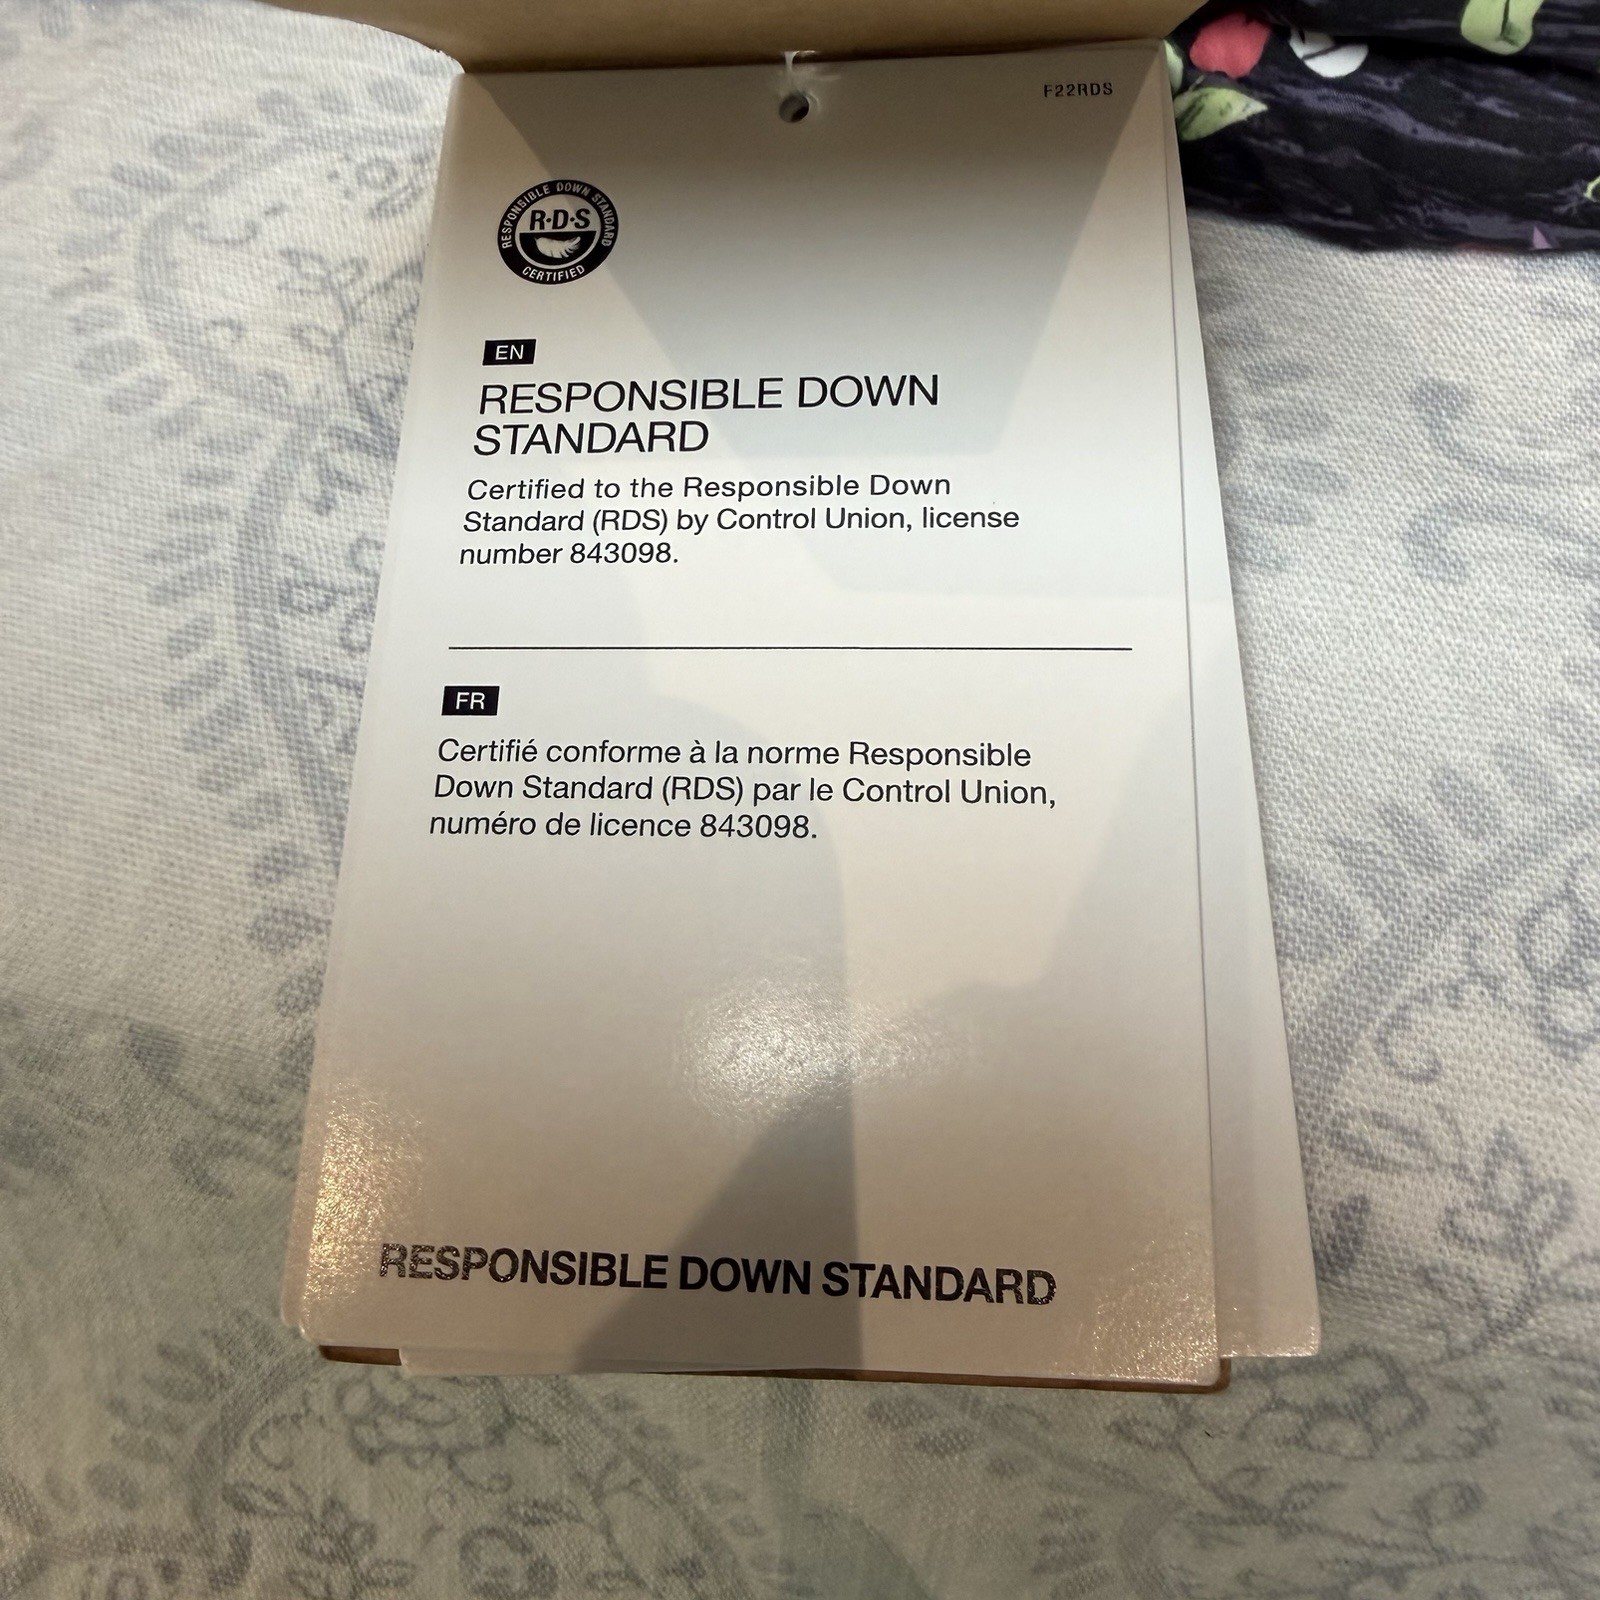 F22RDS
RESPONSIBLE DOWN STANDARD
R·D·S
CERTIFIED
EN
RESPONSIBLE DOWN
STANDARD
Certified to the Responsible Down
Standard (RDS) by Control Union, license
number 843098.
FR
Certifié conforme à la norme Responsible
Down Standard (RDS) par le Control Union,
numéro de licence 843098.
RESPONSIBLE DOWN STANDARD